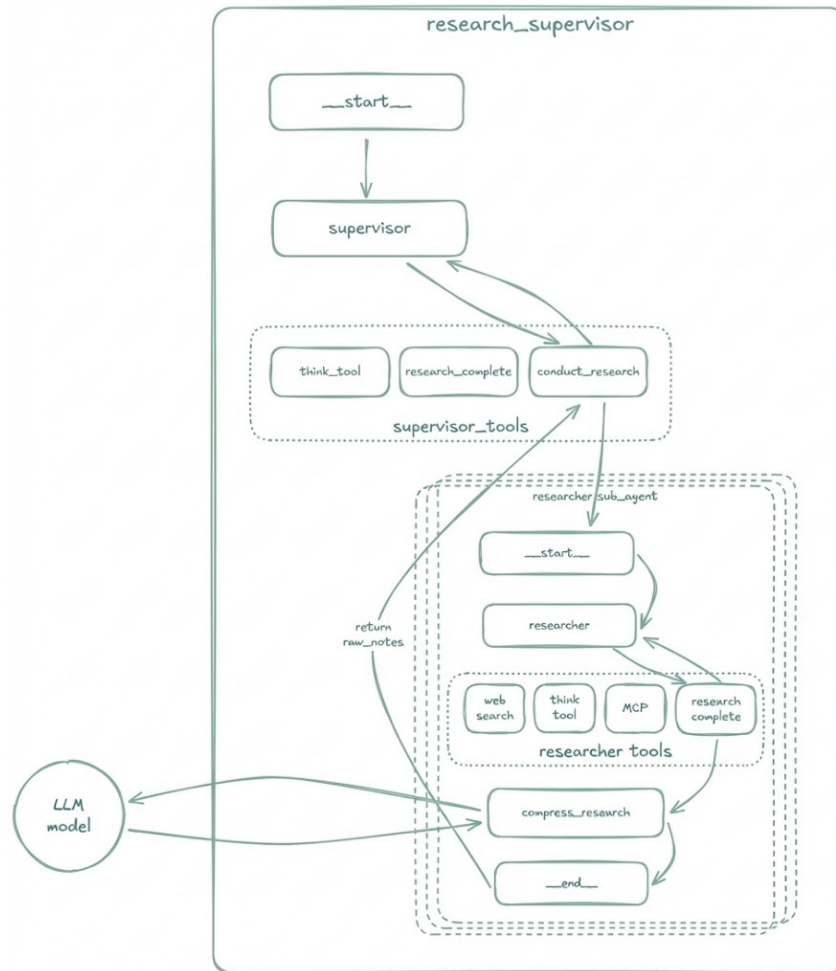 research_supervisor
__start__
supervisor
think_tool
research_complete
conduct_research
supervisor_tools
researcher sub_agent
__start__
researcher
return
raw_notes
web
search
think
tool
MCP
research
complete
researcher tools
LLM
model
compress_research
__end__